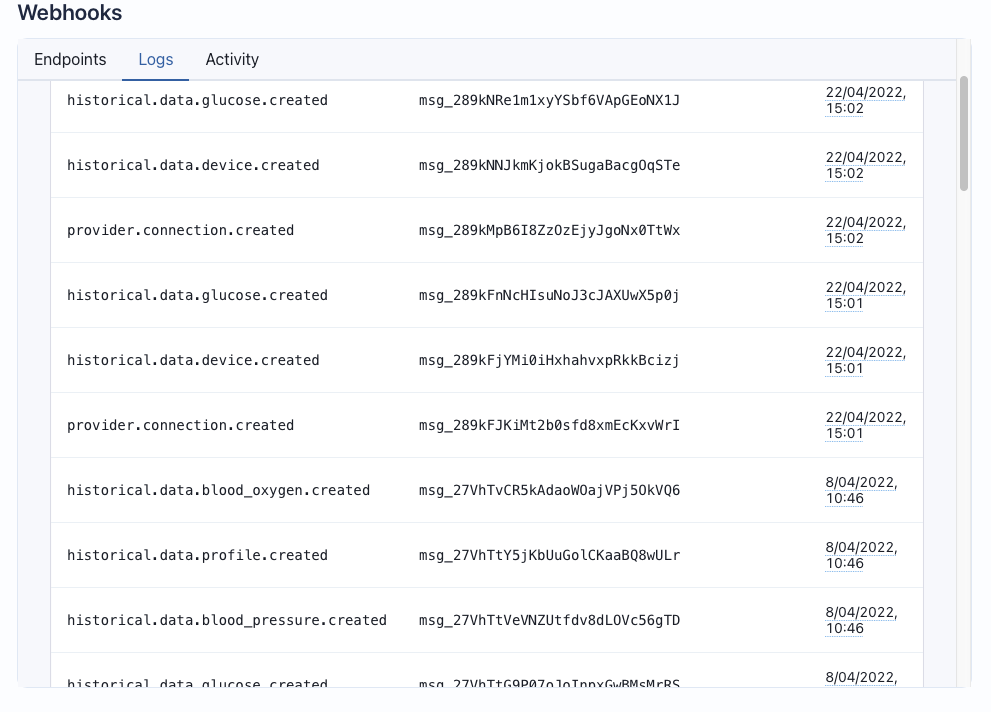 Webhooks
Endpoints Logs Activity
historical.data.glucose.created msg_289kNRe1m1xyYSbf6VApGEoNX1J 22/04/2022,
15:02
historical.data.device.created msg_289kNNJkmKjokBSugaBacgOqSTe 22/04/2022,
15:02
provider.connection.created msg_289kMpB6I8ZzOzEjyJgoNx0TtWx 22/04/2022,
15:02
historical.data.glucose.created msg_289kFnNcHIsuNoJ3cJAXUwX5p0j 22/04/2022,
15:01
historical.data.device.created msg_289kFjYMi0iHxhahvxpRkkBcizj 22/04/2022,
15:01
provider.connection.created msg_289kFJKiMt2b0sfd8xmEcKxvWrI 22/04/2022,
15:01
historical.data.blood_oxygen.created msg_27VhTvCR5kAdaoWOajVPj5OkVQ6 8/04/2022,
10:46
historical.data.profile.created msg_27VhTtY5jKbUuGolCKaaBQ8wULr 8/04/2022,
10:46
historical.data.blood_pressure.created msg_27VhTtVeVNZUtfdv8dLOVc56gTD 8/04/2022,
10:46
historical.data.glucose.created 8/04/2022,